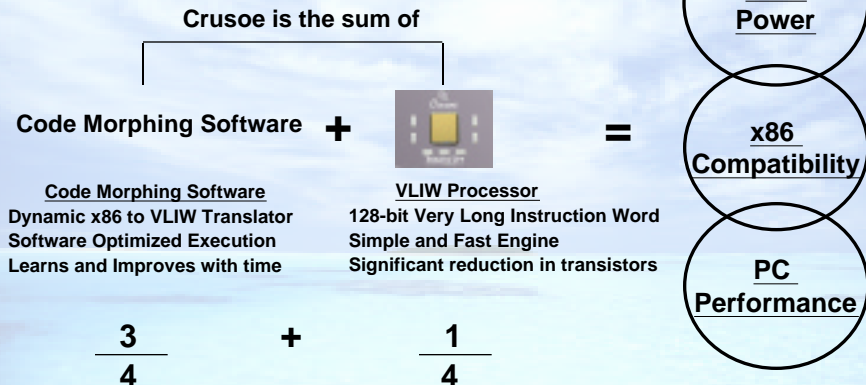 Crusoe is the sum of
Power
Code Morphing Software
+
=
x86
Compatibility
Code Morphing Software
Dynamic x86 to VLIW Translator
Software Optimized Execution
Learns and Improves with time
VLIW Processor
128-bit Very Long Instruction Word
Simple and Fast Engine
Significant reduction in transistors
PC
Performance
3
4
+
1
4